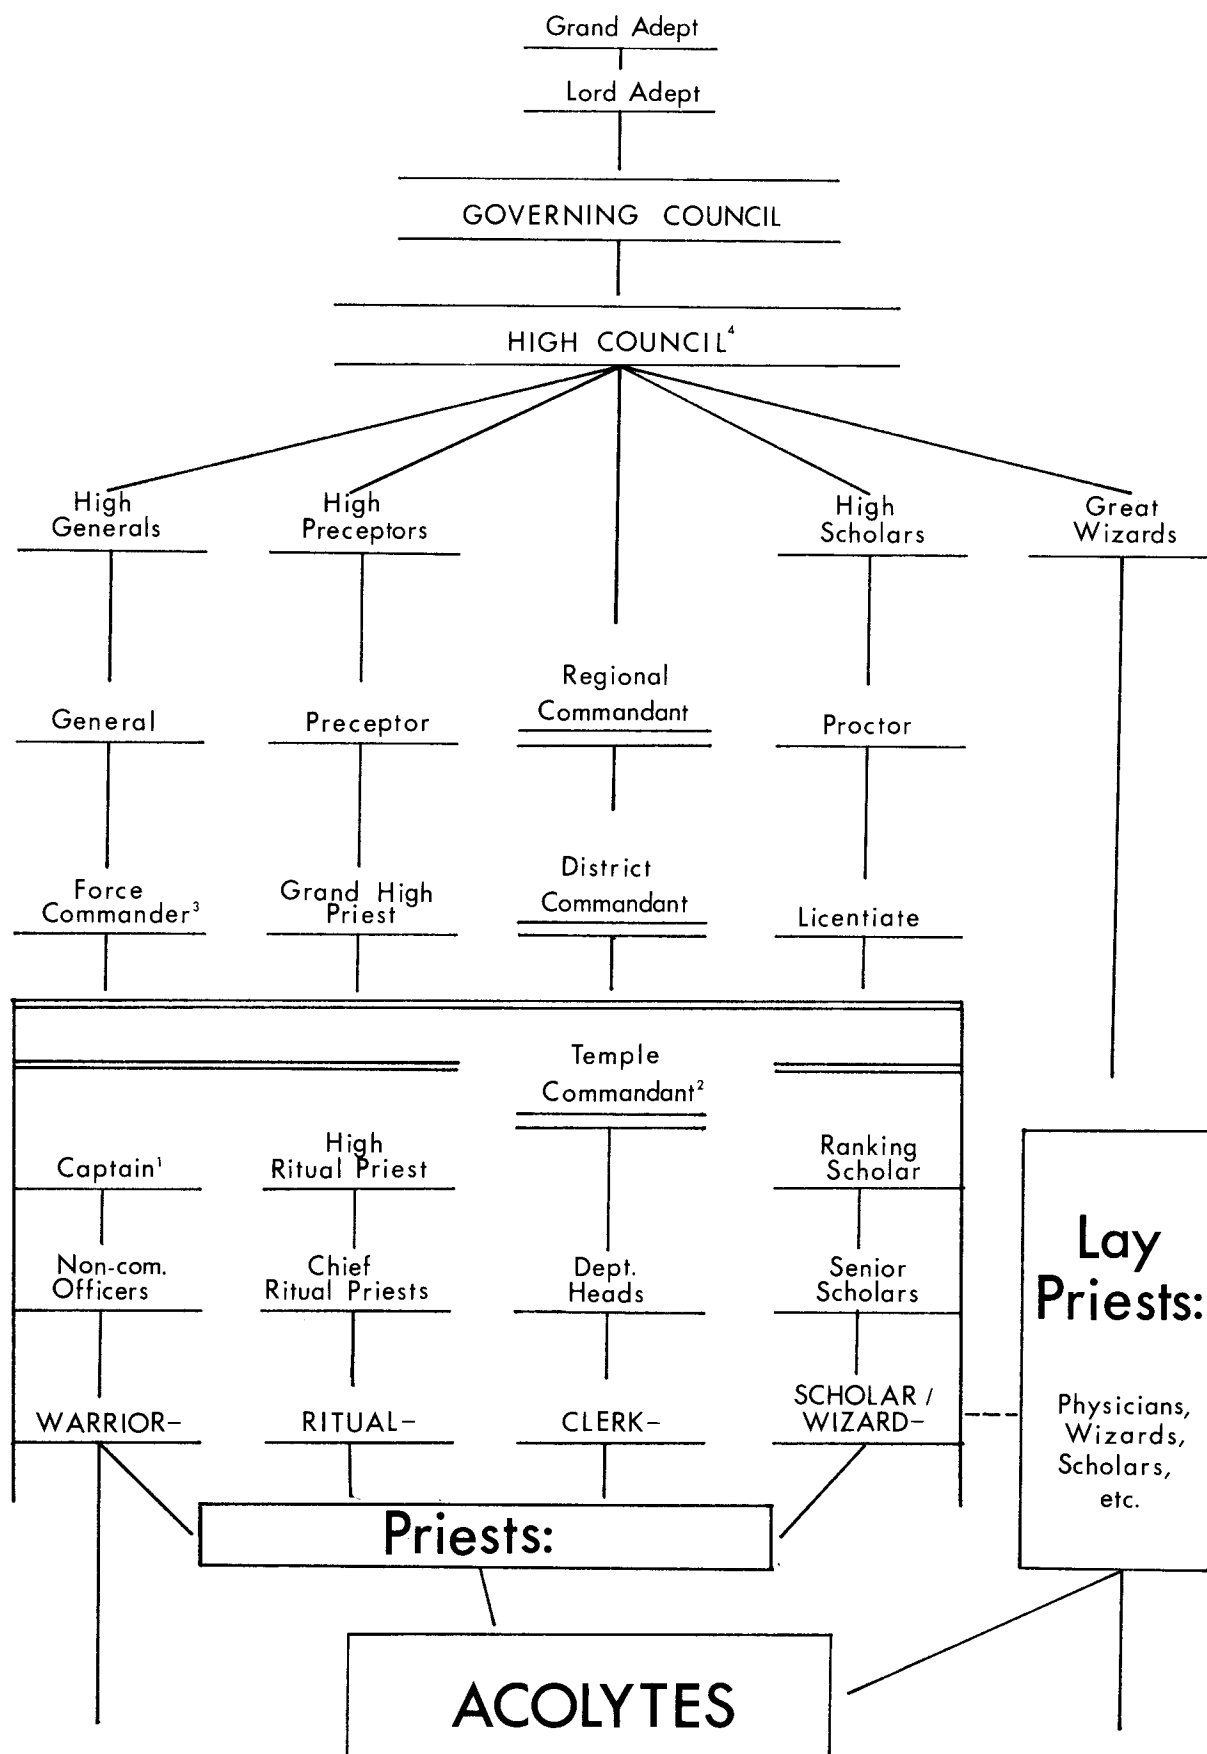 Grand Adept
Lord Adept
GOVERNING COUNCIL
HIGH COUNCIL⁴
High
Generals
High
Preceptors
High
Scholars
Great
Wizards
Regional
Commandant
General
Preceptor
Proctor
District
Commandant
Force
Commander³
Grand High
Priest
Licentiate
Temple
Commandant²
Captain¹
High
Ritual Priest
Ranking
Scholar
Non-com.
Officers
Chief
Ritual Priests
Dept.
Heads
Senior
Scholars
WARRIOR–
RITUAL–
CLERK–
SCHOLAR /
WIZARD–
Lay
Priests:
Physicians,
Wizards,
Scholars,
etc.
Priests:
ACOLYTES